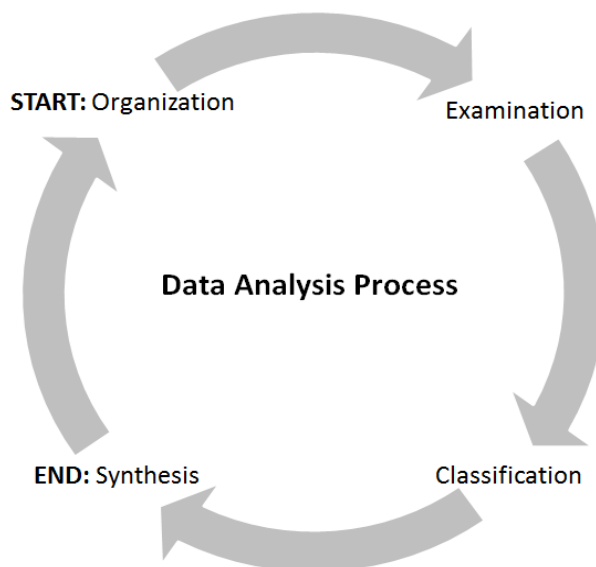 START: Organization
Examination
Data Analysis Process
END: Synthesis
Classification